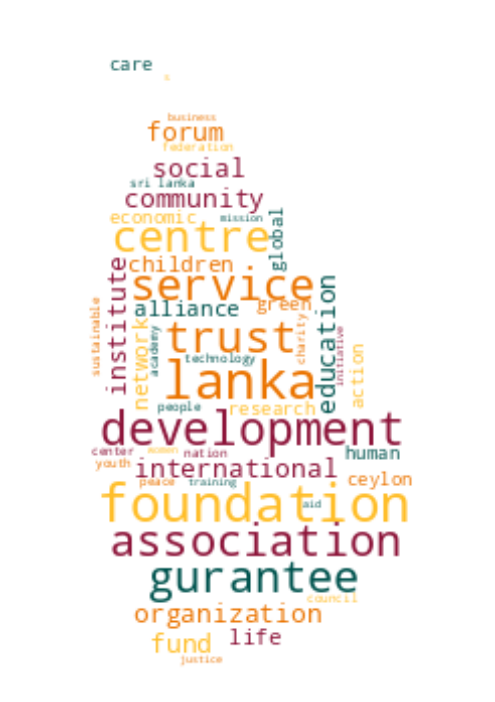 care
s
business
forum
federation
social
sri lanka
community
economic
mission
centre
global
children
institute
service
green
sustainable
alliance
education
network
academy
trust
charity
initiative
technology
action
lanka
people
research
development
center
women
nation
human
youth
international
peace
training
ceylon
foundation
aid
association
gurantee
council
organization
fund
life
justice